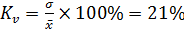 K_v = σ/x̄ × 100% = 21%